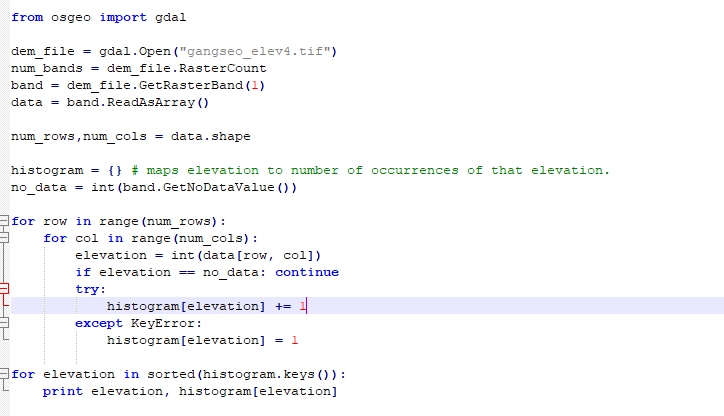 from osgeo import gdal

dem_file = gdal.Open("gangseo_elev4.tif")
num_bands = dem_file.RasterCount
band = dem_file.GetRasterBand(1)
data = band.ReadAsArray()

num_rows,num_cols = data.shape

histogram = {} # maps elevation to number of occurrences of that elevation.
no_data = int(band.GetNoDataValue())

for row in range(num_rows):
    for col in range(num_cols):
        elevation = int(data[row, col])
        if elevation == no_data: continue
        try:
            histogram[elevation] += 1
        except KeyError:
            histogram[elevation] = 1

for elevation in sorted(histogram.keys()):
    print elevation, histogram[elevation]